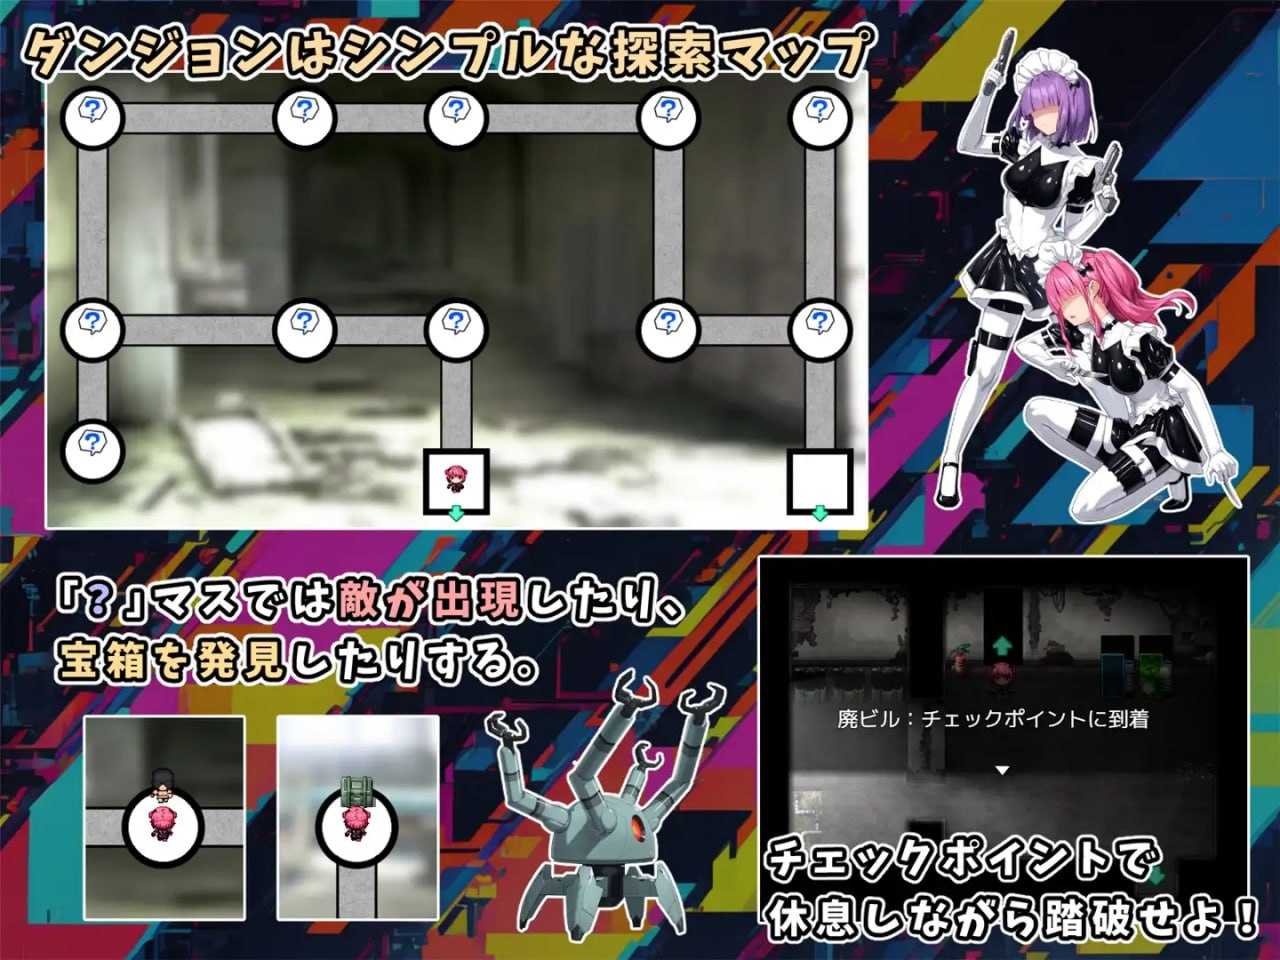 ダンジョンはシンプルな探索マップ
? ? ? ? ?
? ? ? ? ?
?
「?」マスでは敵が出現したり、
宝箱を発見したりする。
廃ビル：チェックポイントに到着
チェックポイントで
休息しながら踏破せよ！